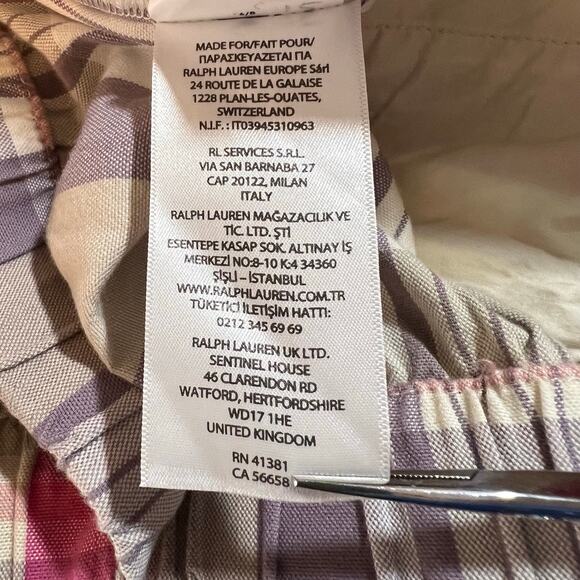 MADE FOR/FAIT POUR/
ΠΑΡΑΣΚΕΥΑΖΕΤΑΙ ΓΙΑ
RALPH LAUREN EUROPE Sárl
24 ROUTE DE LA GALAISE
1228 PLAN-LES-OUATES,
SWITZERLAND
N.I.F. : IT03945310963
RL SERVICES S.R.L.
VIA SAN BARNABA 27
CAP 20122, MILAN
ITALY
RALPH LAUREN MAĞAZACILIK VE
TİC. LTD. ŞTİ
ESENTEPE KASAP SOK. ALTINAY İŞ
MERKEZİ NO:8-10 K:4 34360
ŞİŞLİ – İSTANBUL
WWW.RALPHLAUREN.COM.TR
TÜKETİCİ İLETİŞİM HATTI:
0212 345 69 69
RALPH LAUREN UK LTD.
SENTINEL HOUSE
46 CLARENDON RD
WATFORD, HERTFORDSHIRE
WD17 1HE
UNITED KINGDOM
RN 41381
CA 56658